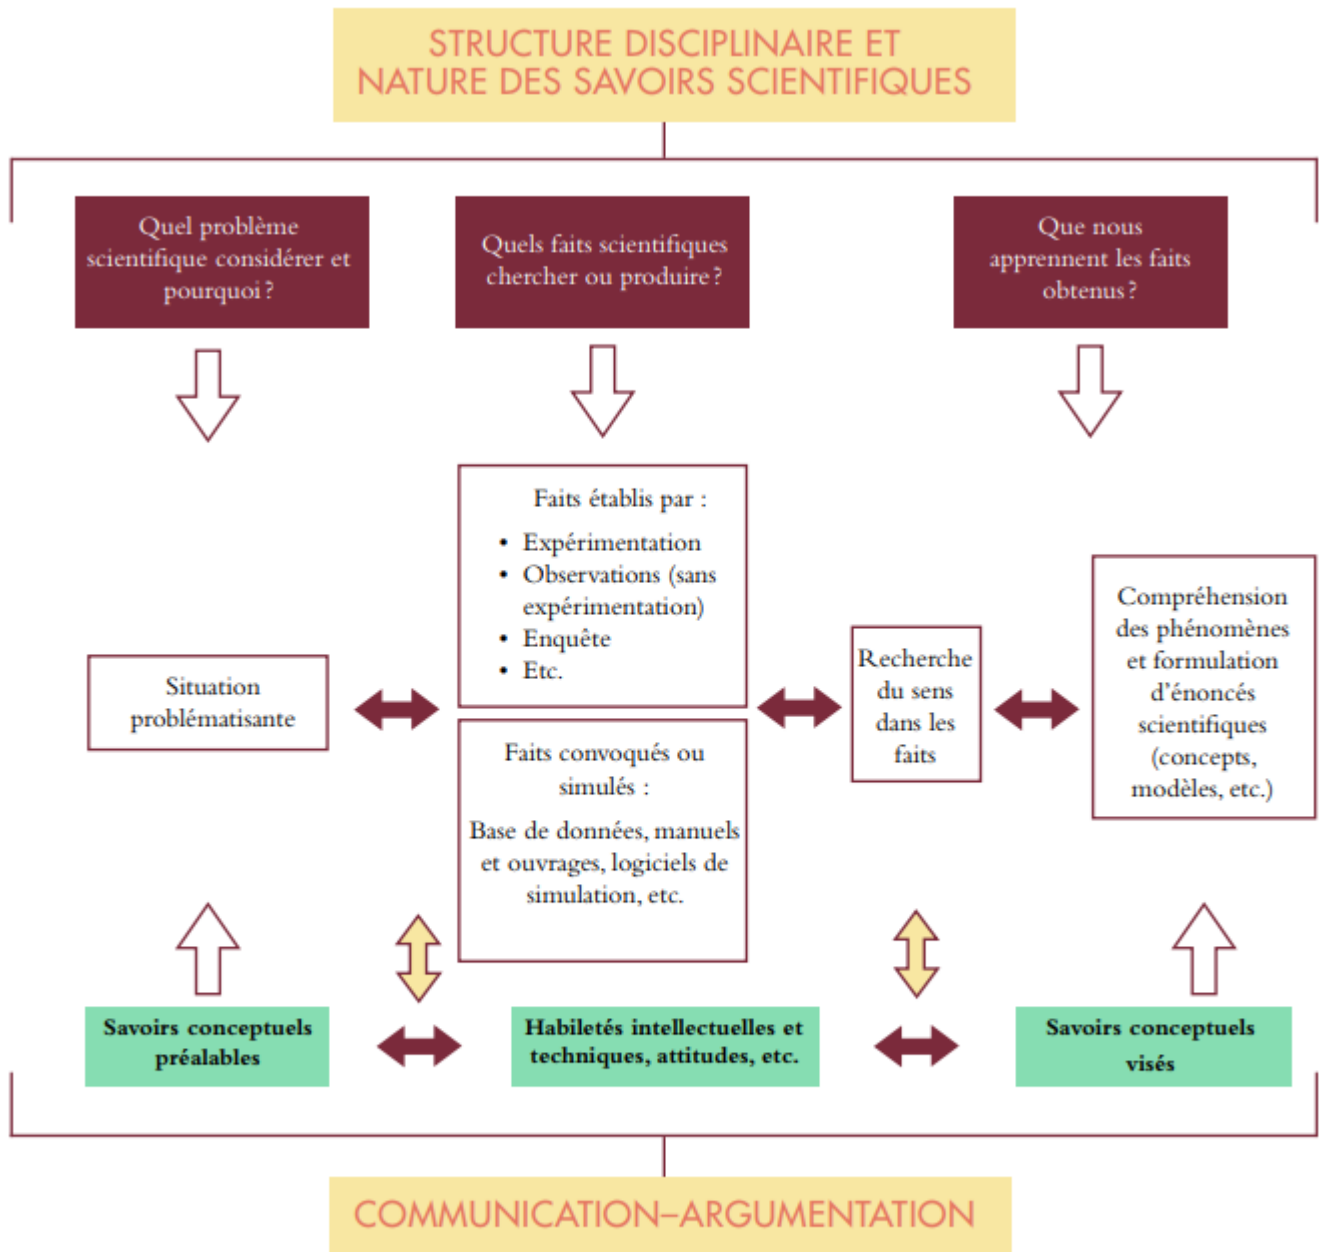 STRUCTURE DISCIPLINAIRE ET
NATURE DES SAVOIRS SCIENTIFIQUES
Quel problème
scientifique considérer et
pourquoi ?
Quels faits scientifiques
chercher ou produire ?
Que nous
apprennent les faits
obtenus ?
Situation
problématisante
Faits établis par :
• Expérimentation
• Observations (sans
expérimentation)
• Enquête
• Etc.
Faits convoqués ou
simulés :
Base de données, manuels
et ouvrages, logiciels de
simulation, etc.
Recherche
du sens
dans les
faits
Compréhension
des phénomènes
et formulation
d’énoncés
scientifiques
(concepts,
modèles, etc.)
Savoirs conceptuels
préalables
Habiletés intellectuelles et
techniques, attitudes, etc.
Savoirs conceptuels
visés
COMMUNICATION–ARGUMENTATION